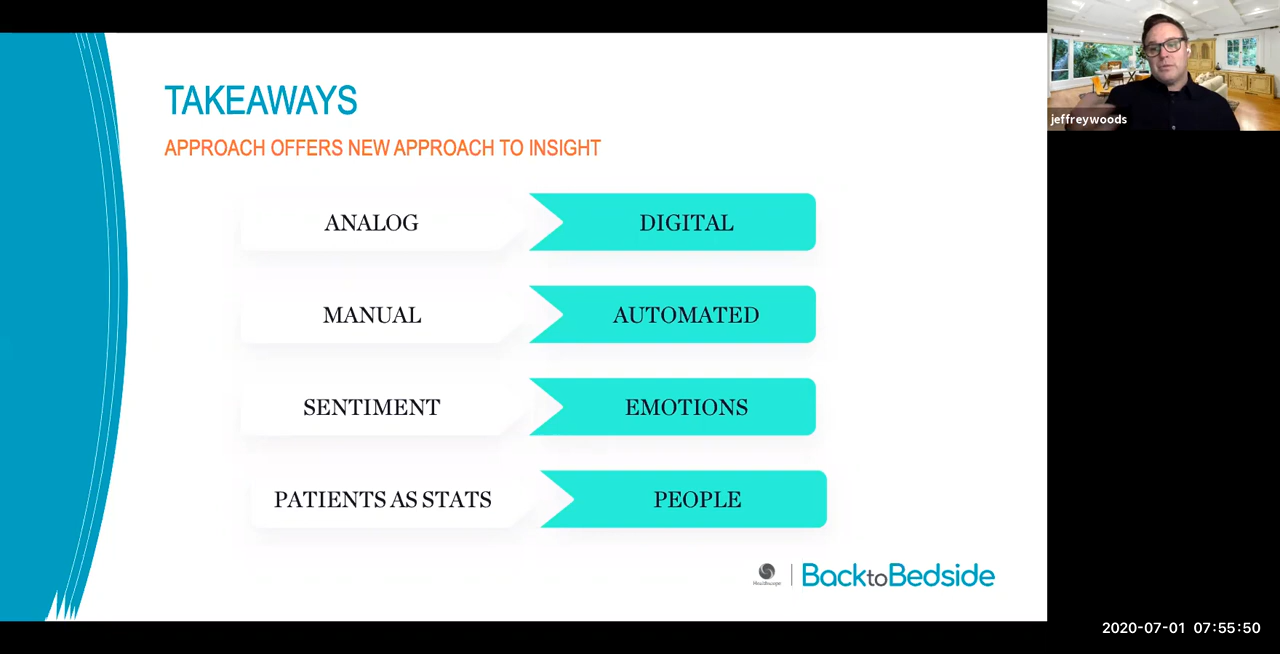 TAKEAWAYS
APPROACH OFFERS NEW APPROACH TO INSIGHT
ANALOG
DIGITAL
MANUAL
AUTOMATED
SENTIMENT
EMOTIONS
PATIENTS AS STATS
PEOPLE
BacktoBedside
jeffreywoods
2020-07-01 07:55:50